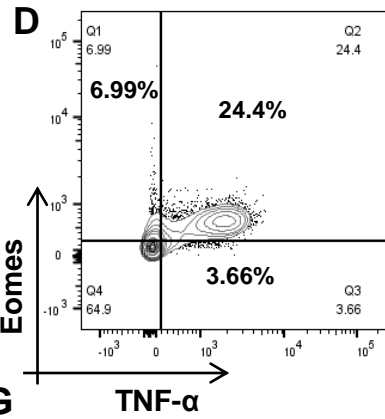 D
Q1
6.99
Q2
24.4
6.99%
24.4%
10^5
10^4
10^3
0
-10^3
3.66%
Q4
64.9
Q3
3.66
-10^3
0
10^3
10^4
10^5
Eomes
TNF-α
G